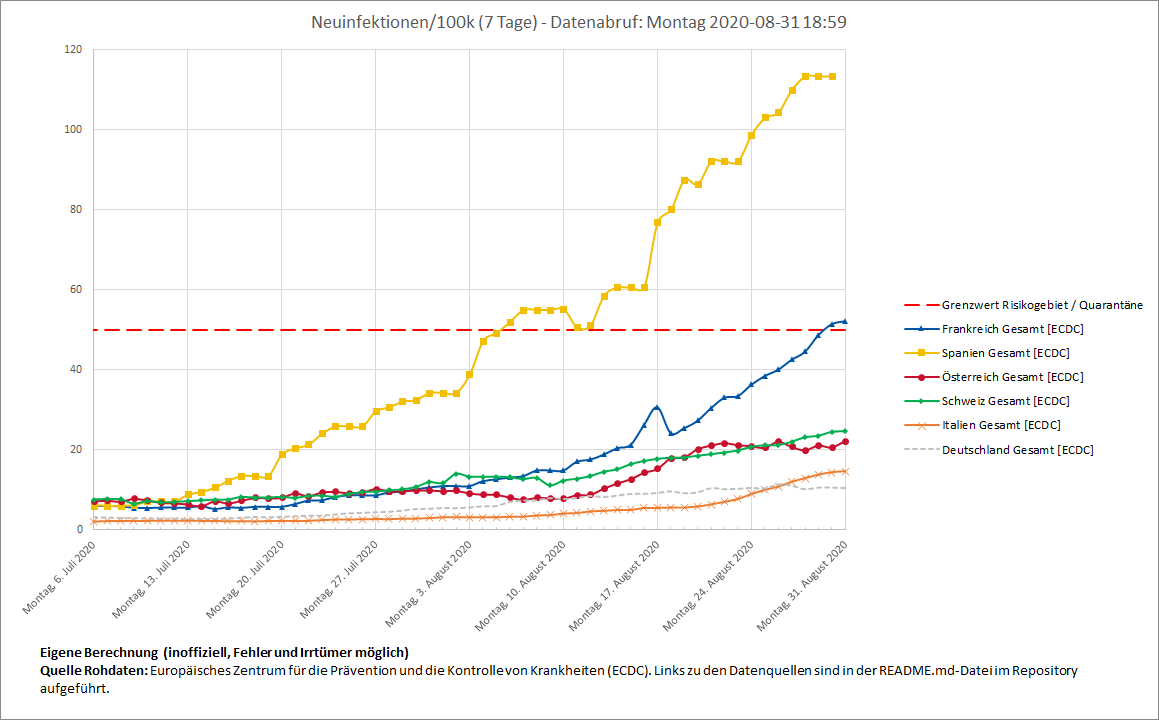 Neuinfektionen/100k (7 Tage) - Datenabruf: Montag 2020-08-31 18:59
120
100
80
60
40
20
0
Montag, 6. Juli 2020
Montag, 13. Juli 2020
Montag, 20. Juli 2020
Montag, 27. Juli 2020
Montag, 3. August 2020
Montag, 10. August 2020
Montag, 17. August 2020
Montag, 24. August 2020
Montag, 31. August 2020
Grenzwert Risikogebiet / Quarantäne
Frankreich Gesamt [ECDC]
Spanien Gesamt [ECDC]
Österreich Gesamt [ECDC]
Schweiz Gesamt [ECDC]
Italien Gesamt [ECDC]
Deutschland Gesamt [ECDC]
Eigene Berechnung (inoffiziell, Fehler und Irrtümer möglich)
Quelle Rohdaten: Europäisches Zentrum für die Prävention und die Kontrolle von Krankheiten (ECDC). Links zu den Datenquellen sind in der README.md-Datei im Repository
aufgeführt.